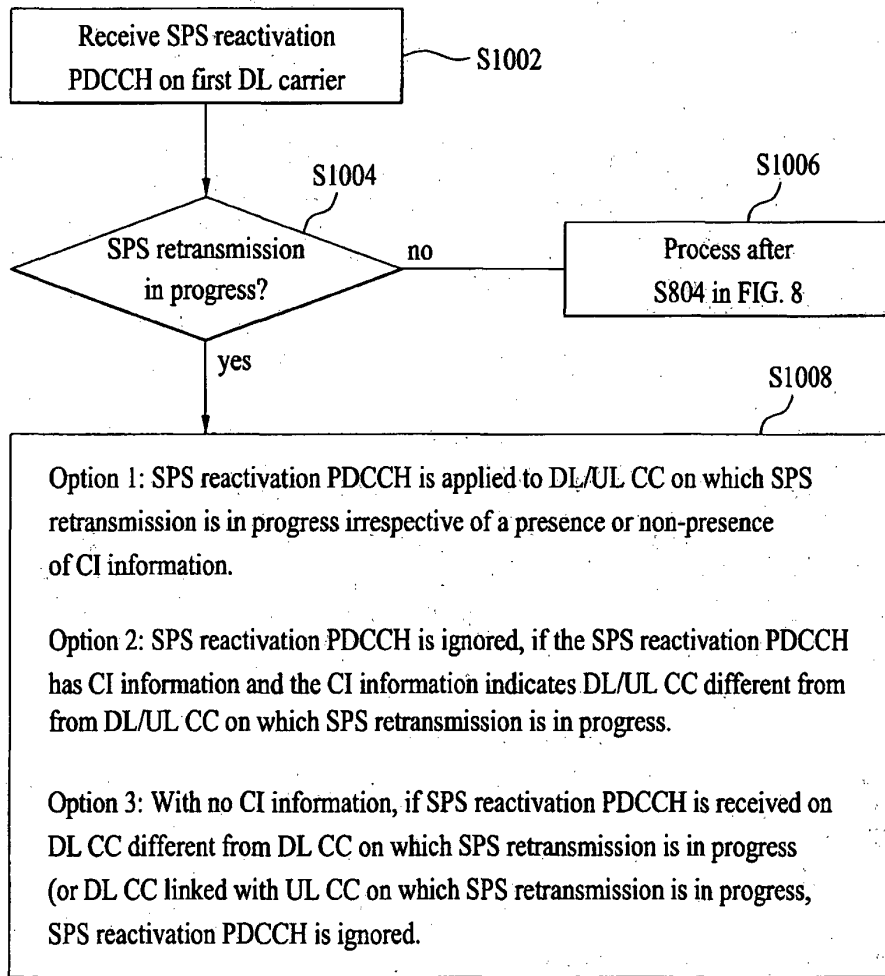 Receive SPS reactivation
PDCCH on first DL carrier
S1002
S1004
SPS retransmission
in progress?
no
S1006
Process after
S804 in FIG. 8
yes
S1008
Option 1: SPS reactivation PDCCH is applied to DL/UL CC on which SPS
retransmission is in progress irrespective of a presence or non-presence
of CI information.
Option 2: SPS reactivation PDCCH is ignored, if the SPS reactivation PDCCH
has CI information and the CI information indicates DL/UL CC different from
from DL/UL CC on which SPS retransmission is in progress.
Option 3: With no CI information, if SPS reactivation PDCCH is received on
DL CC different from DL CC on which SPS retransmission is in progress
(or DL CC linked with UL CC on which SPS retransmission is in progress,
SPS reactivation PDCCH is ignored.